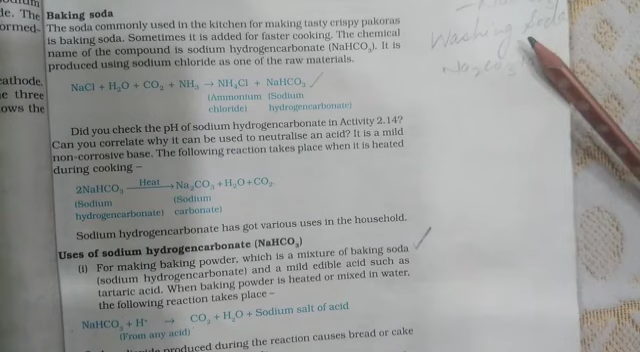 Baking soda
de. The
ormed-
The soda commonly used in the kitchen for making tasty crispy pakoras
is baking soda. Sometimes it is added for faster cooking. The chemical
name of the compound is sodium hydrogencarbonate (NaHCO₃). It is
produced using sodium chloride as one of the raw materials.
athode,
e three
ows the
NaCl + H₂O + CO₂ + NH₃ → NH₄Cl + NaHCO₃
(Ammonium (Sodium
chloride) hydrogencarbonate)
Did you check the pH of sodium hydrogencarbonate in Activity 2.14?
Can you correlate why it can be used to neutralise an acid? It is a mild
non-corrosive base. The following reaction takes place when it is heated
during cooking –
2NaHCO₃ Heat → Na₂CO₃ + H₂O + CO₂
(Sodium (Sodium
hydrogencarbonate) carbonate)
Sodium hydrogencarbonate has got various uses in the household.
Uses of sodium hydrogencarbonate (NaHCO₃)
(i) For making baking powder, which is a mixture of baking soda
(sodium hydrogencarbonate) and a mild edible acid such as
tartaric acid. When baking powder is heated or mixed in water,
the following reaction takes place –
NaHCO₃ + H⁺ → CO₂ + H₂O + Sodium salt of acid
(From any acid)
produced during the reaction causes bread or cake
Washing Soda
Na₂CO₃